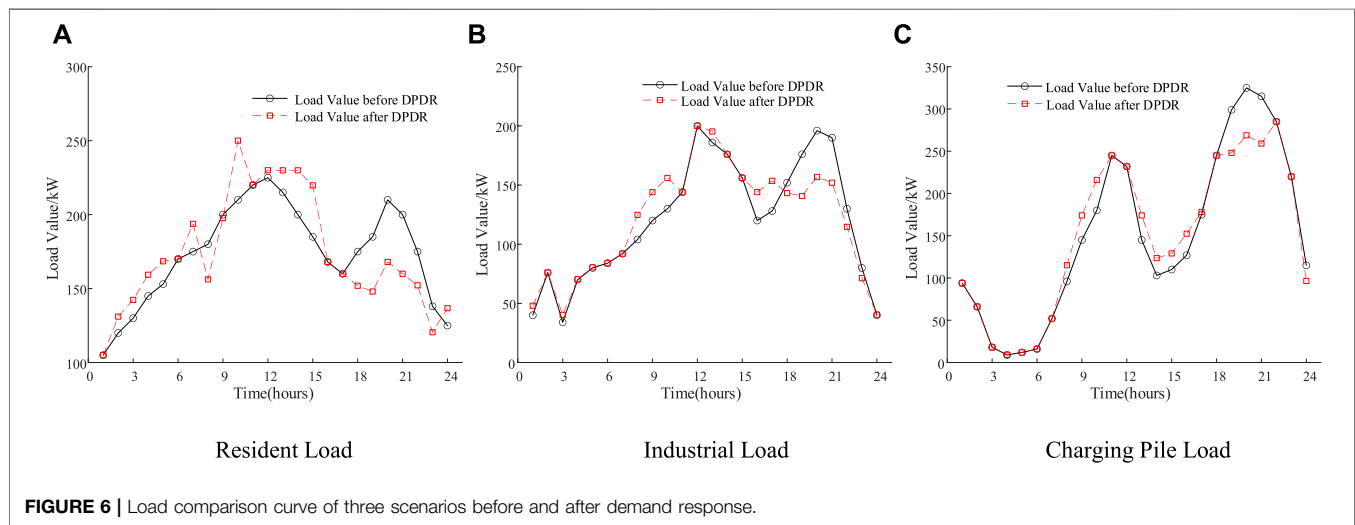 A
300
250
200
150
100
Load Value/kW
Load Value before DPDR
Load Value after DPDR
0 3 6 9 12 15 18 21 24
Time(hours)
Resident Load
B
250
200
150
100
50
0
Load Value/kW
Load Value before DPDR
Load Value after DPDR
0 3 6 9 12 15 18 21 24
Time(hours)
Industrial Load
C
350
300
250
200
150
100
50
0
Load Value/kW
Load Value before DPDR
Load Value after DPDR
0 3 6 9 12 15 18 21 24
Time(hours)
Charging Pile Load
FIGURE 6 | Load comparison curve of three scenarios before and after demand response.